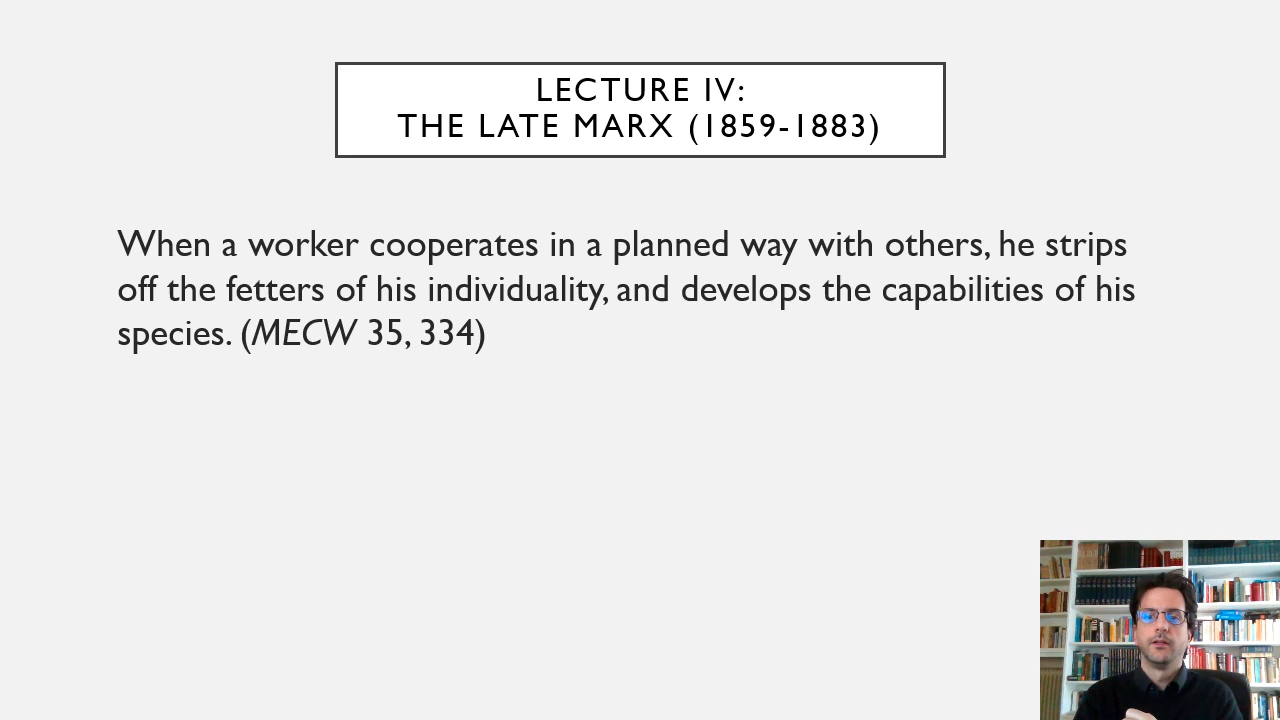 LECTURE IV:
THE LATE MARX (1859-1883)
When a worker cooperates in a planned way with others, he strips
off the fetters of his individuality, and develops the capabilities of his
species. (MECW 35, 334)